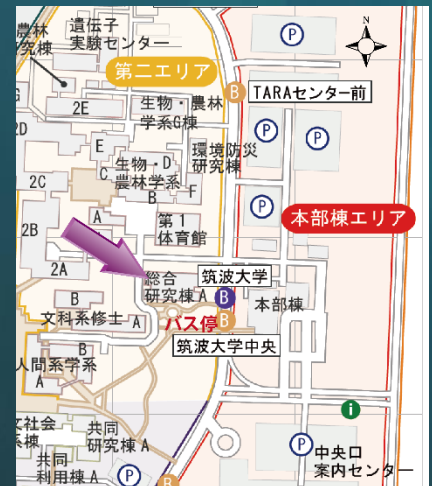 農林
研究棟
遺伝子
実験センター
N
P
第二エリア
B
TARAセンター前
G
2E
生物・農林
学系G棟
P
P
2D
E
環境防災
研究棟
生物・D
農林学系
C
B
F
2C
P
本部棟エリア
A
第1
体育館
2B
2A
総合
研究棟A
筑波大学
B
本部棟
B
文科系修士
A
バス停
B
筑波大学中央
B
人間系学系
A
i
文社会
系棟
共同
研究棟A
P
中央口
案内センター
共同
利用棟A
P
B